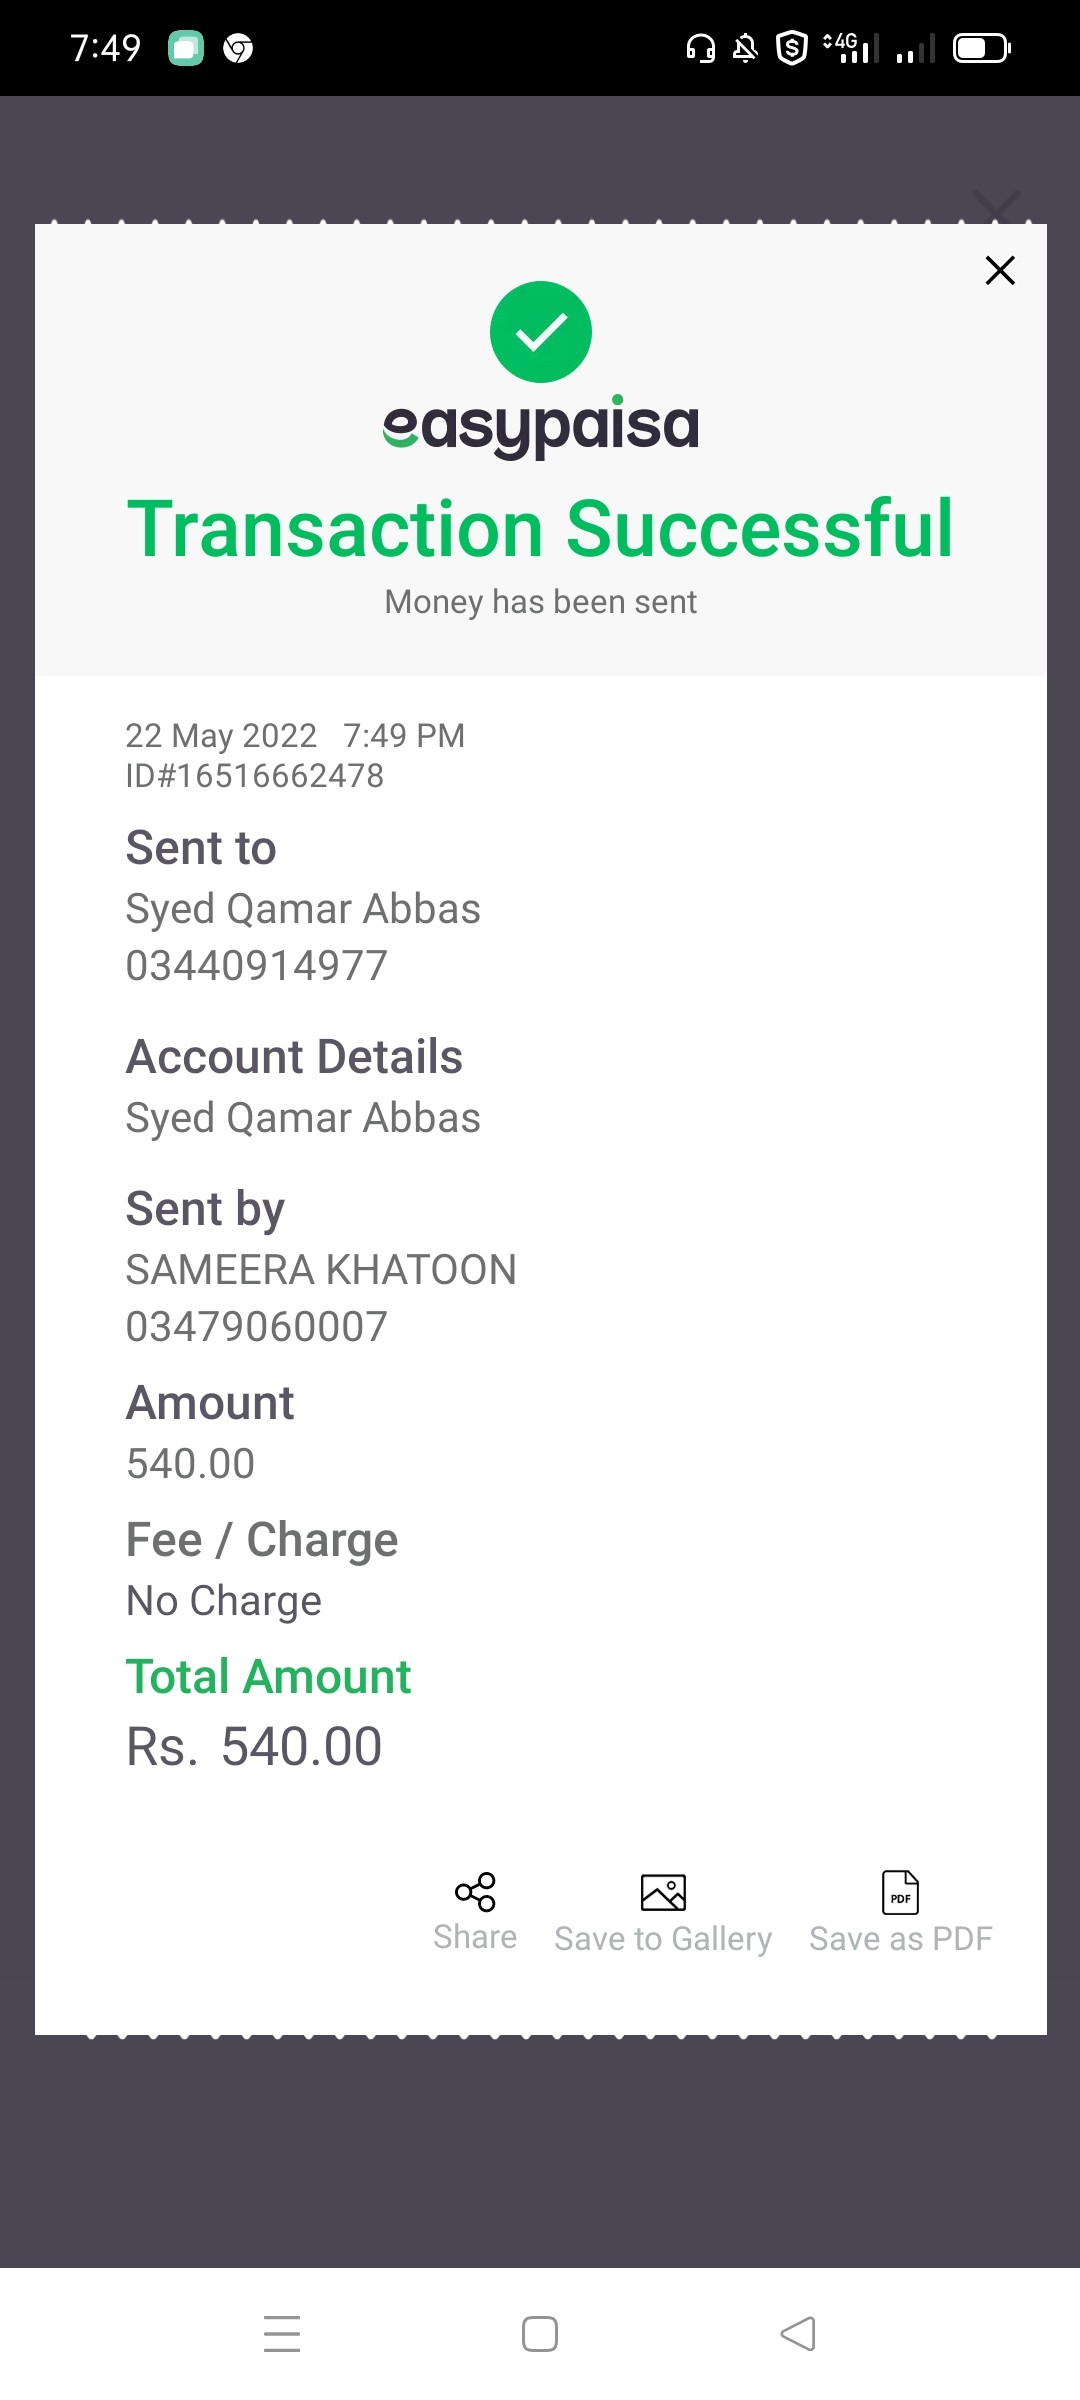 7:49
4G
easypaisa
Transaction Successful
Money has been sent
22 May 2022 7:49 PM
ID#16516662478
Sent to
Syed Qamar Abbas
03440914977
Account Details
Syed Qamar Abbas
Sent by
SAMEERA KHATOON
03479060007
Amount
540.00
Fee / Charge
No Charge
Total Amount
Rs. 540.00
PDF
Share Save to Gallery Save as PDF